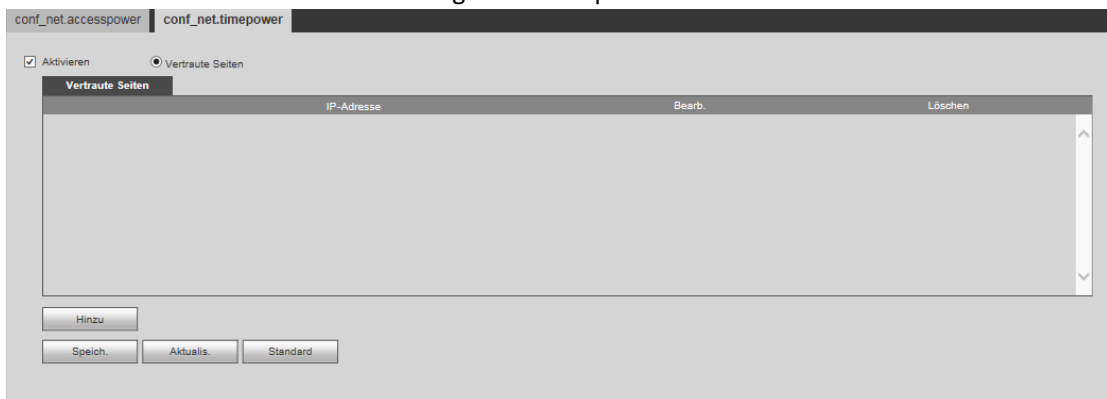 conf_net.accesspower conf_net.timepower
Aktivieren Vertraute Seiten
Vertraute Seiten
IP-Adresse Bearb. Löschen
Hinzu
Speich. Aktualis. Standard